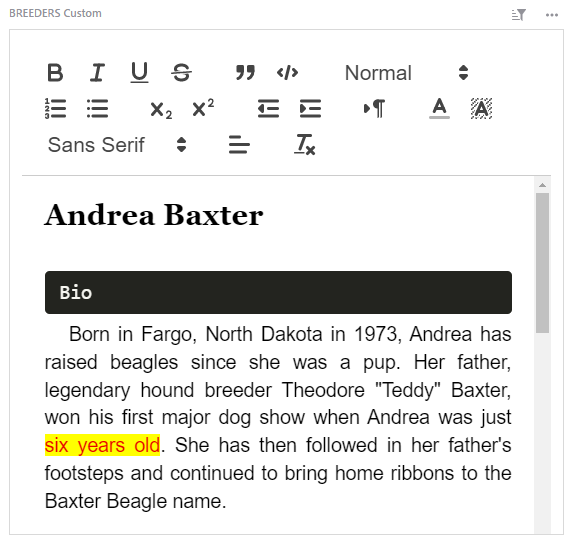 BREEDERS Custom
B I U S ” </> Normal
X₂ X² ¶ A A
Sans Serif Tx
Andrea Baxter
Bio
Born in Fargo, North Dakota in 1973, Andrea has
raised beagles since she was a pup. Her father,
legendary hound breeder Theodore "Teddy" Baxter,
won his first major dog show when Andrea was just
six years old. She has then followed in her father's
footsteps and continued to bring home ribbons to the
Baxter Beagle name.